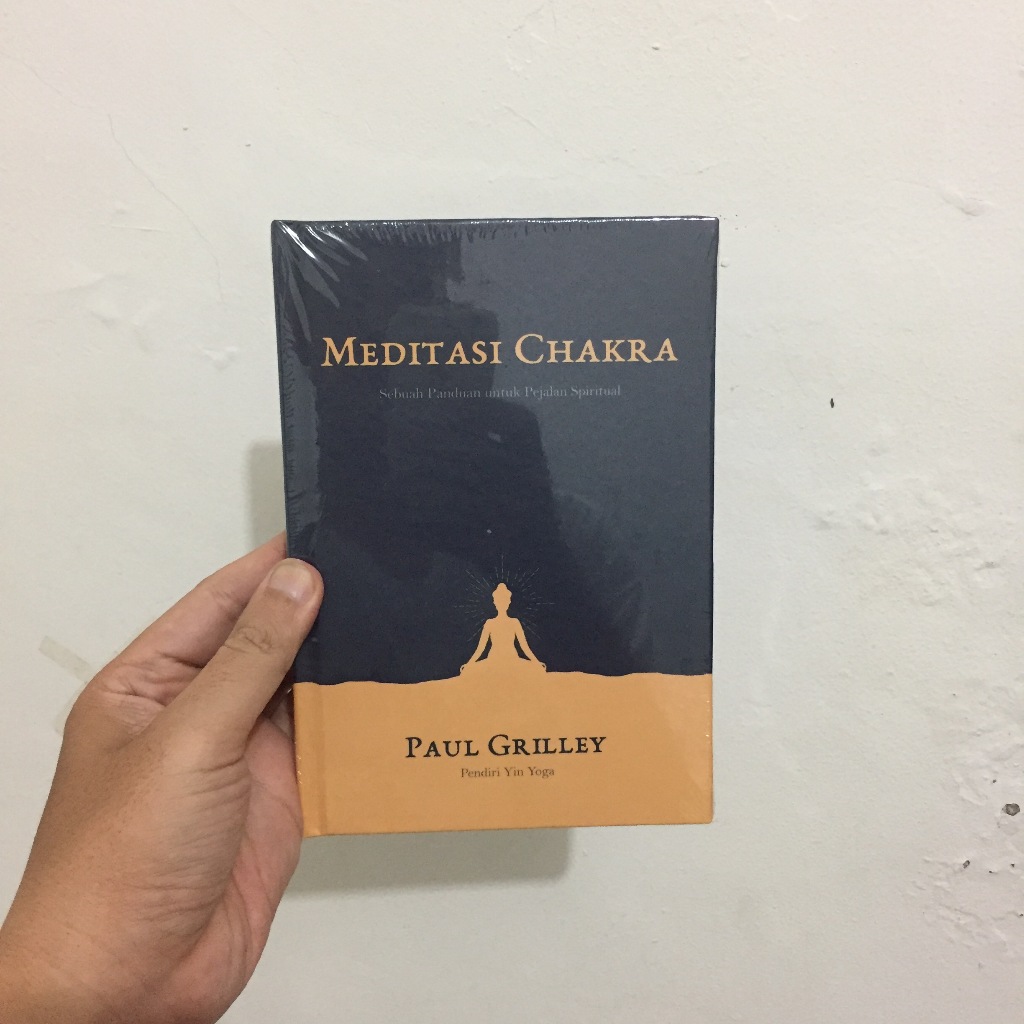 Meditasi Chakra
Sebuah Panduan untuk Pejalan Spiritual
Paul Grilley
Pendiri Yin Yoga